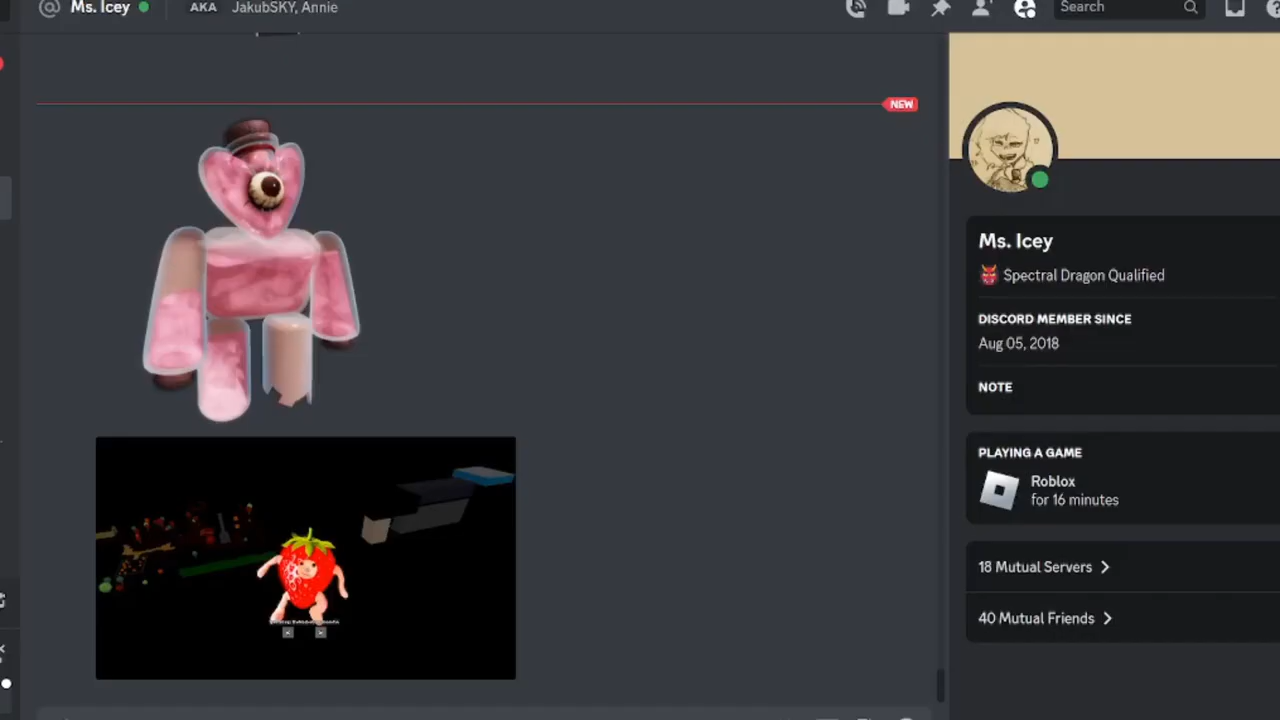 Ms. Icey
AKA JakubSKY, Annie
Search
NEW
Ms. Icey
Spectral Dragon Qualified
DISCORD MEMBER SINCE
Aug 05, 2018
NOTE
PLAYING A GAME
Roblox
for 16 minutes
18 Mutual Servers
40 Mutual Friends